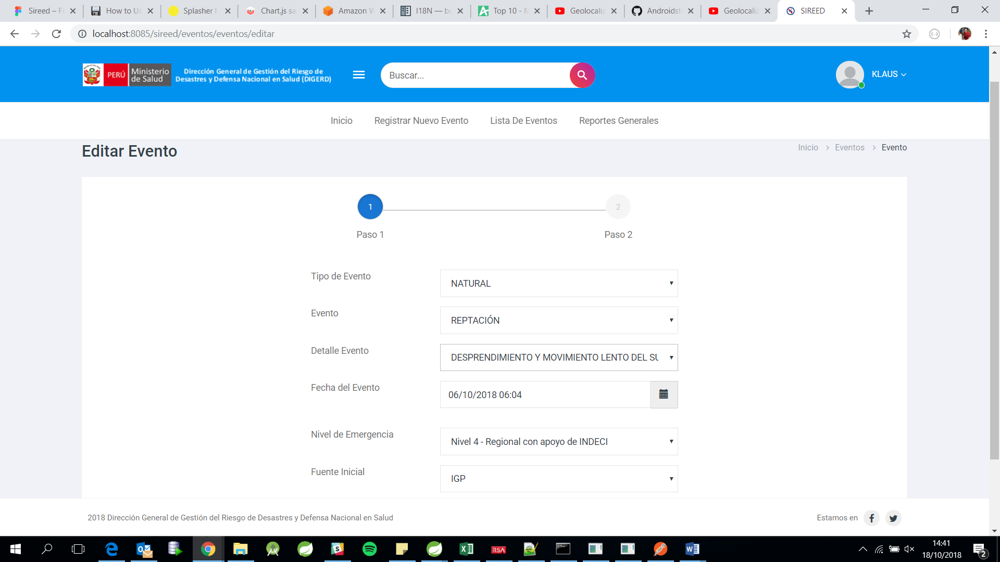 Sireed – Fi
How to Us
Splasher
Chart.js sa
Amazon W
I18N — bo
Top 10 - M
Geolocaliz
Androidst
Geolocaliz
SIREED
localhost:8085/sireed/eventos/eventos/editar
PERÚ
Ministerio
de Salud
Dirección General de Gestión del Riesgo de
Desastres y Defensa Nacional en Salud (DIGERD)
Buscar...
KLAUS
Inicio
Registrar Nuevo Evento
Lista De Eventos
Reportes Generales
Editar Evento
Inicio
Eventos
Evento
1
2
Paso 1
Paso 2
Tipo de Evento
NATURAL
Evento
REPTACIÓN
Detalle Evento
DESPRENDIMIENTO Y MOVIMIENTO LENTO DEL SU
Fecha del Evento
06/10/2018 06:04
Nivel de Emergencia
Nivel 4 - Regional con apoyo de INDECI
Fuente Inicial
IGP
2018 Dirección General de Gestión del Riesgo de Desastres y Defensa Nacional en Salud
Estamos en
RSA
14:41
18/10/2018
2